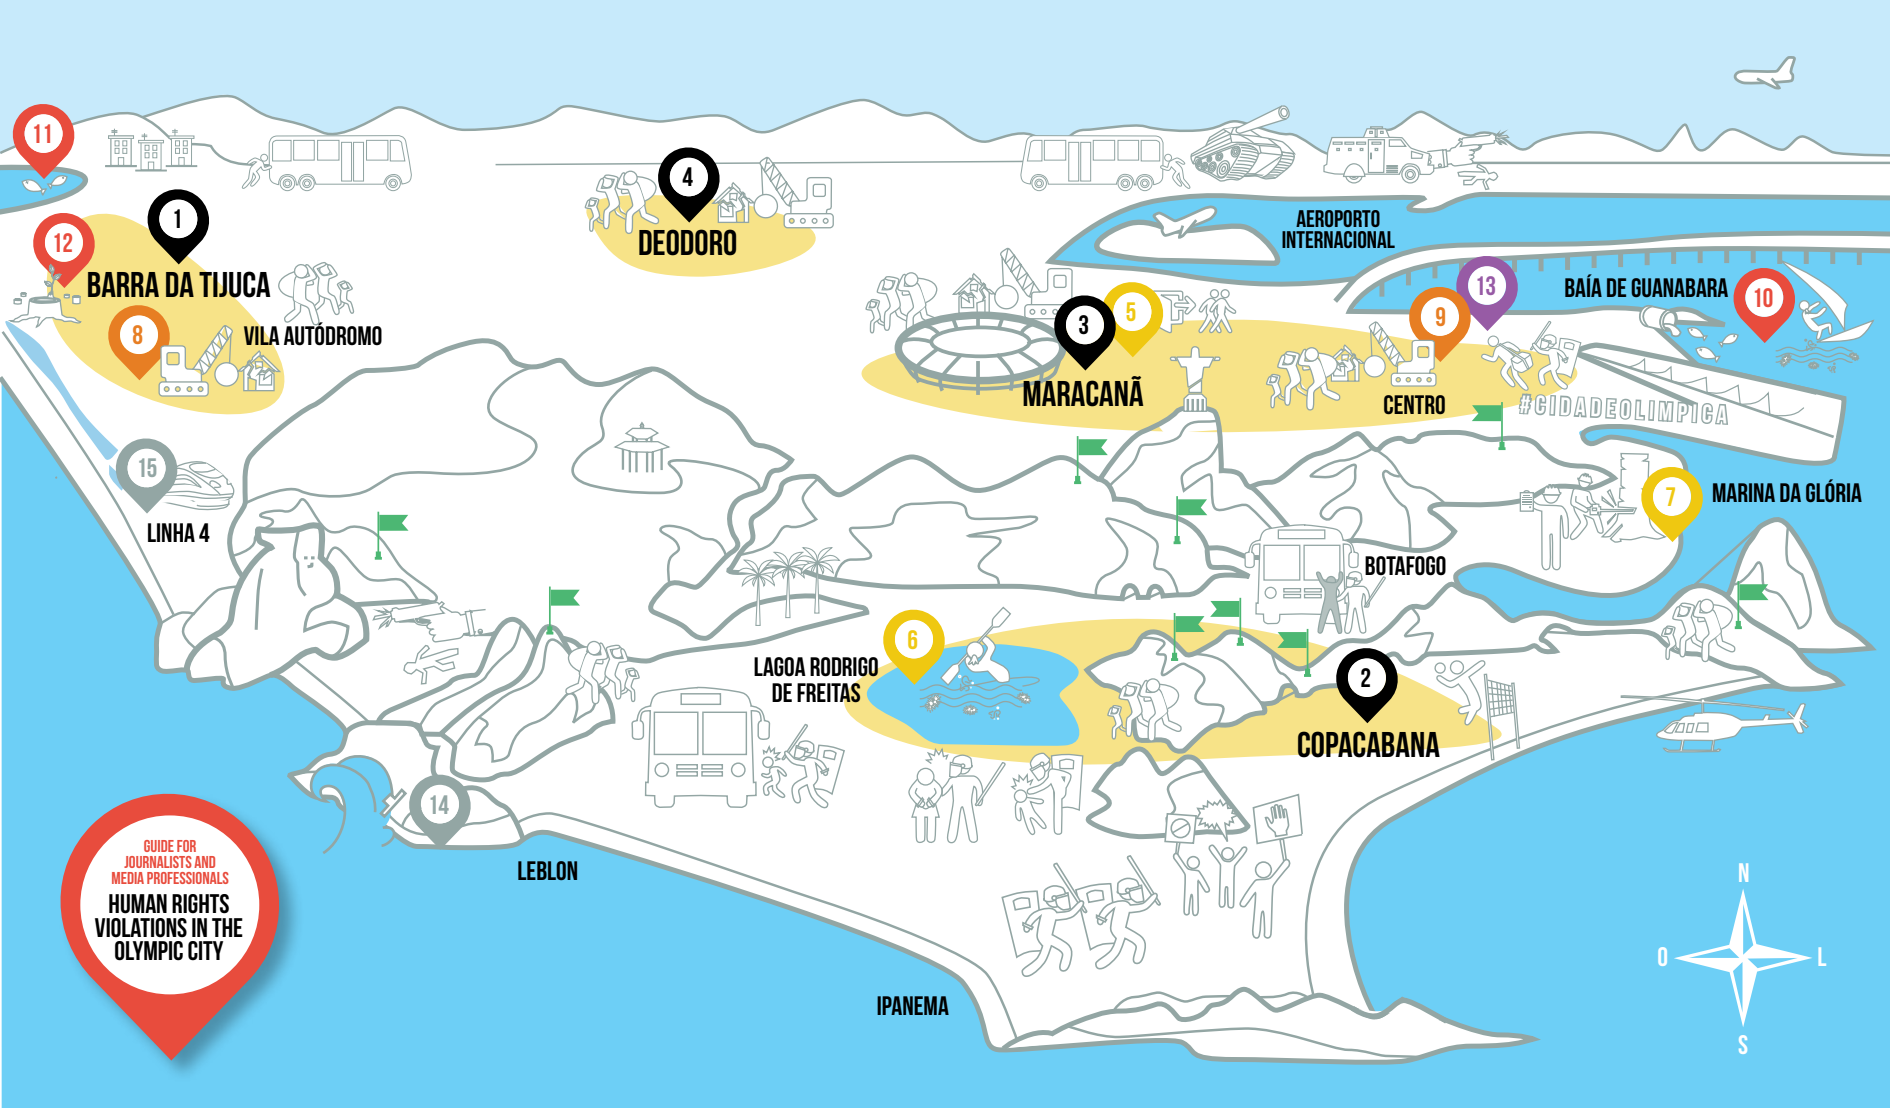 11
4
1
AEROPORTO
INTERNACIONAL
12
DEODORO
BARRA DA TIJUCA
13
BAÍA DE GUANABARA
10
3
5
9
8
VILA AUTÓDROMO
MARACANÃ
CENTRO
#CIDADEOLIMPICA
15
7
MARINA DA GLÓRIA
LINHA 4
BOTAFOGO
6
LAGOA RODRIGO
DE FREITAS
2
COPACABANA
14
GUIDE FOR
JOURNALISTS AND
MEDIA PROFESSIONALS
HUMAN RIGHTS
VIOLATIONS IN THE
OLYMPIC CITY
LEBLON
IPANEMA
N
O
L
S